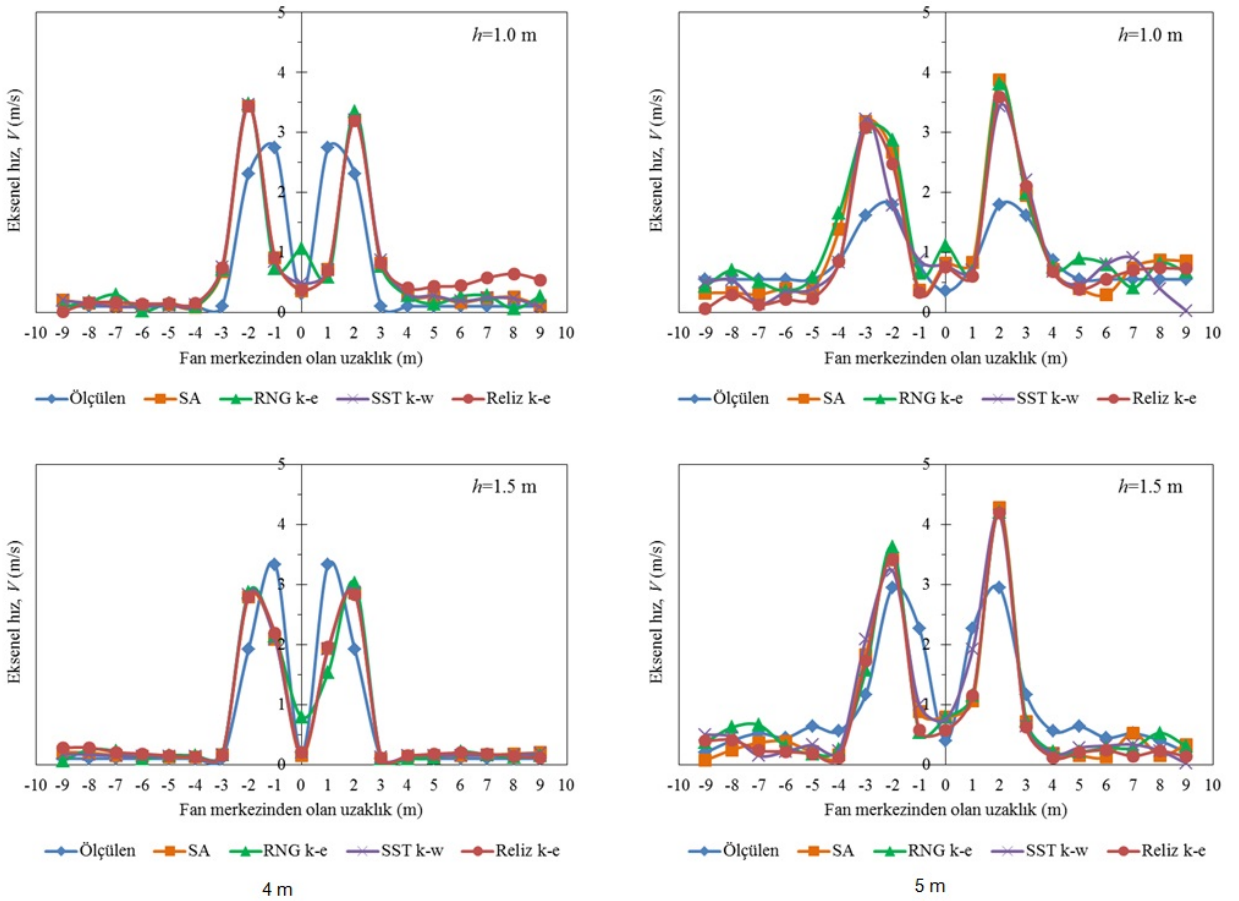 h=1.0 m
Eksenel hız, V (m/s)
5
4
3
2
1
0
-10 -9 -8 -7 -6 -5 -4 -3 -2 -1 0 1 2 3 4 5 6 7 8 9 10
Fan merkezinden olan uzaklık (m)
Ölçülen SA RNG k-e SST k-w Reliz k-e
h=1.0 m
Eksenel hız, V (m/s)
5
4
3
2
1
0
-10 -9 -8 -7 -6 -5 -4 -3 -2 -1 0 1 2 3 4 5 6 7 8 9 10
Fan merkezinden olan uzaklık (m)
Ölçülen SA RNG k-e SST k-w Reliz k-e
h=1.5 m
Eksenel hız, V (m/s)
5
4
3
2
1
0
-10 -9 -8 -7 -6 -5 -4 -3 -2 -1 0 1 2 3 4 5 6 7 8 9 10
Fan merkezinden olan uzaklık (m)
Ölçülen SA RNG k-e SST k-w Reliz k-e
4 m
h=1.5 m
Eksenel hız, V (m/s)
5
4
3
2
1
0
-10 -9 -8 -7 -6 -5 -4 -3 -2 -1 0 1 2 3 4 5 6 7 8 9 10
Fan merkezinden olan uzaklık (m)
Ölçülen SA RNG k-e SST k-w Reliz k-e
5 m